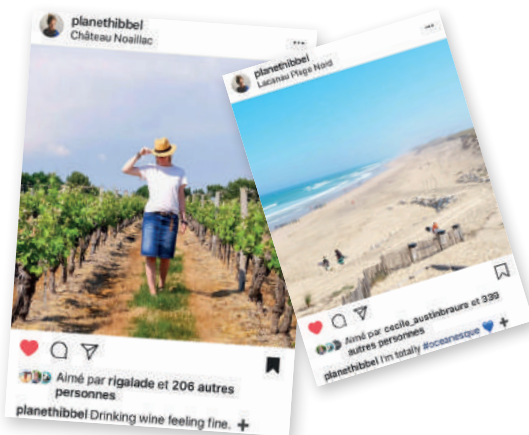 planethibbel
Château Noaillac
Aimé par rigalade et 206 autres
personnes
planethibbel Drinking wine feeling fine. +
planethibbel
Lacanau Plage Nord
Aimé par cecile_austinbraurs et 339
autres personnes
planethibbel I'm totally #oceanesque 💙 +